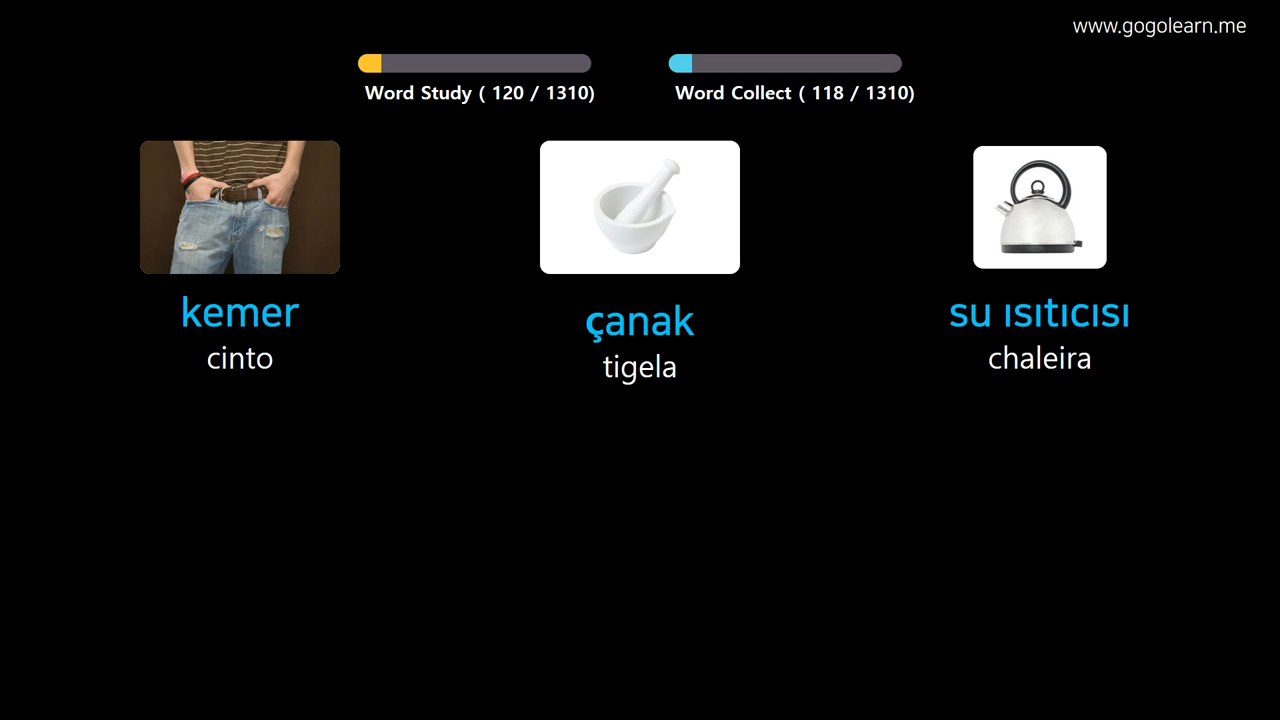 www.gogolearn.me
Word Study ( 120 / 1310)
Word Collect ( 118 / 1310)
kemer
cinto
çanak
tigela
su ısıtıcısı
chaleira